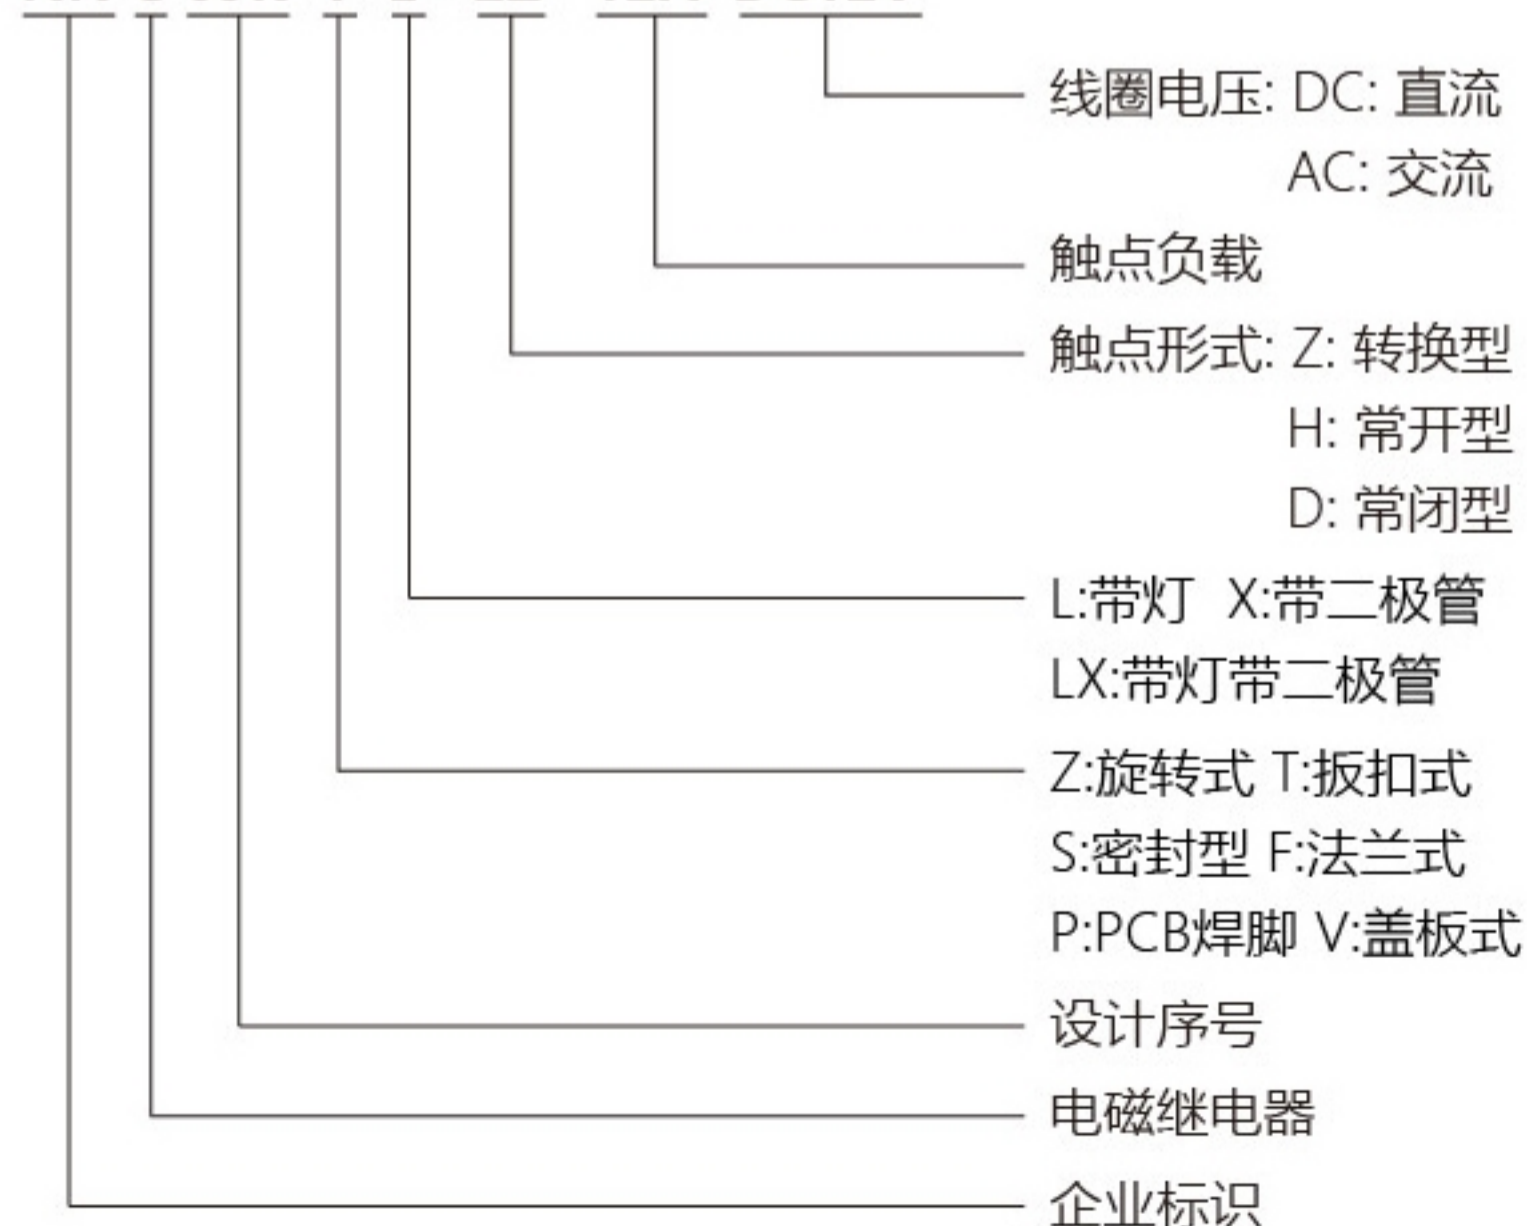 线圈电压: DC: 直流
AC: 交流
触点负载
触点形式: Z: 转换型
H: 常开型
D: 常闭型
L:带灯 X:带二极管
LX:带灯带二极管
Z:旋转式 T:扳扣式
S:密封型 F:法兰式
P:PCB焊脚 V:盖板式
设计序号
电磁继电器
企业标识